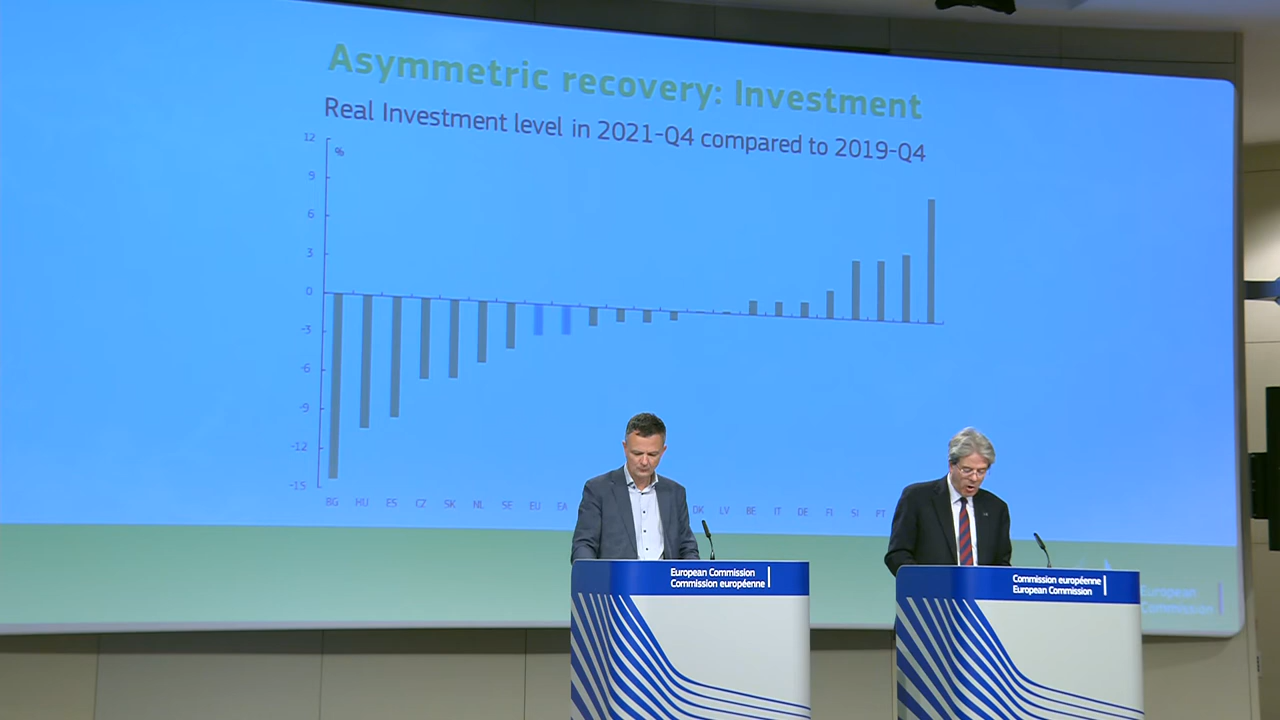 Asymmetric recovery: Investment
Real Investment level in 2021-Q4 compared to 2019-Q4
12
%
9
6
3
0
-3
-6
-9
-12
-15
BG HU ES CZ SK NL SE EU EA DK LV BE IT DE FI SI PT
European Commission
Commission européenne
Commission européenne
European Commission
European
Commission